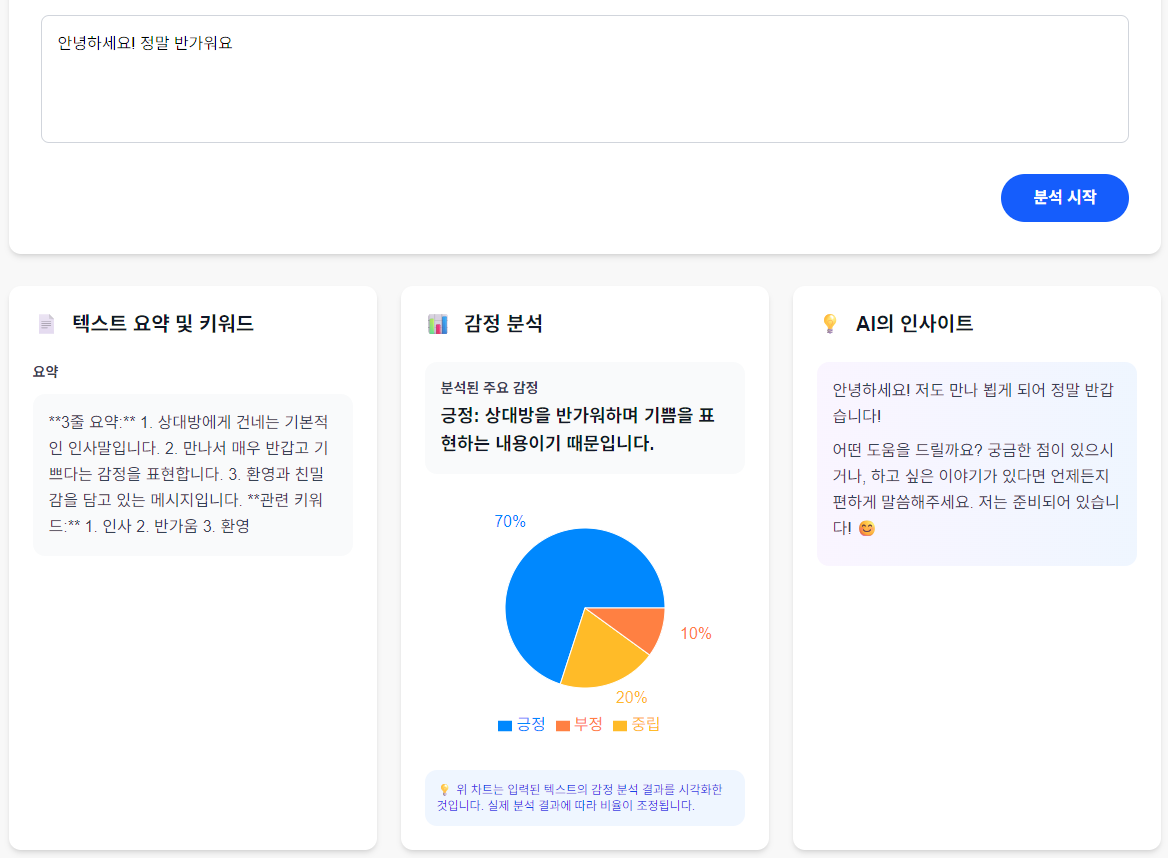 안녕하세요! 정말 반가워요
분석 시작
텍스트 요약 및 키워드
요약
**3줄 요약:** 1. 상대방에게 건네는 기본적
인 인사말입니다. 2. 만나서 매우 반갑고 기
쁘다는 감정을 표현합니다. 3. 환영과 친밀
감을 담고 있는 메시지입니다. **관련 키워
드:** 1. 인사 2. 반가움 3. 환영
감정 분석
분석된 주요 감정
긍정: 상대방을 반가워하며 기쁨을 표
현하는 내용이기 때문입니다.
70%
10%
20%
긍정 부정 중립
💡 위 차트는 입력된 텍스트의 감정 분석 결과를 시각화한
것입니다. 실제 분석 결과에 따라 비율이 조정됩니다.
AI의 인사이트
안녕하세요! 저도 만나 뵙게 되어 정말 반갑
습니다!
어떤 도움을 드릴까요? 궁금한 점이 있으시
거나, 하고 싶은 이야기가 있다면 언제든지
편하게 말씀해주세요. 저는 준비되어 있습니
다! 😊